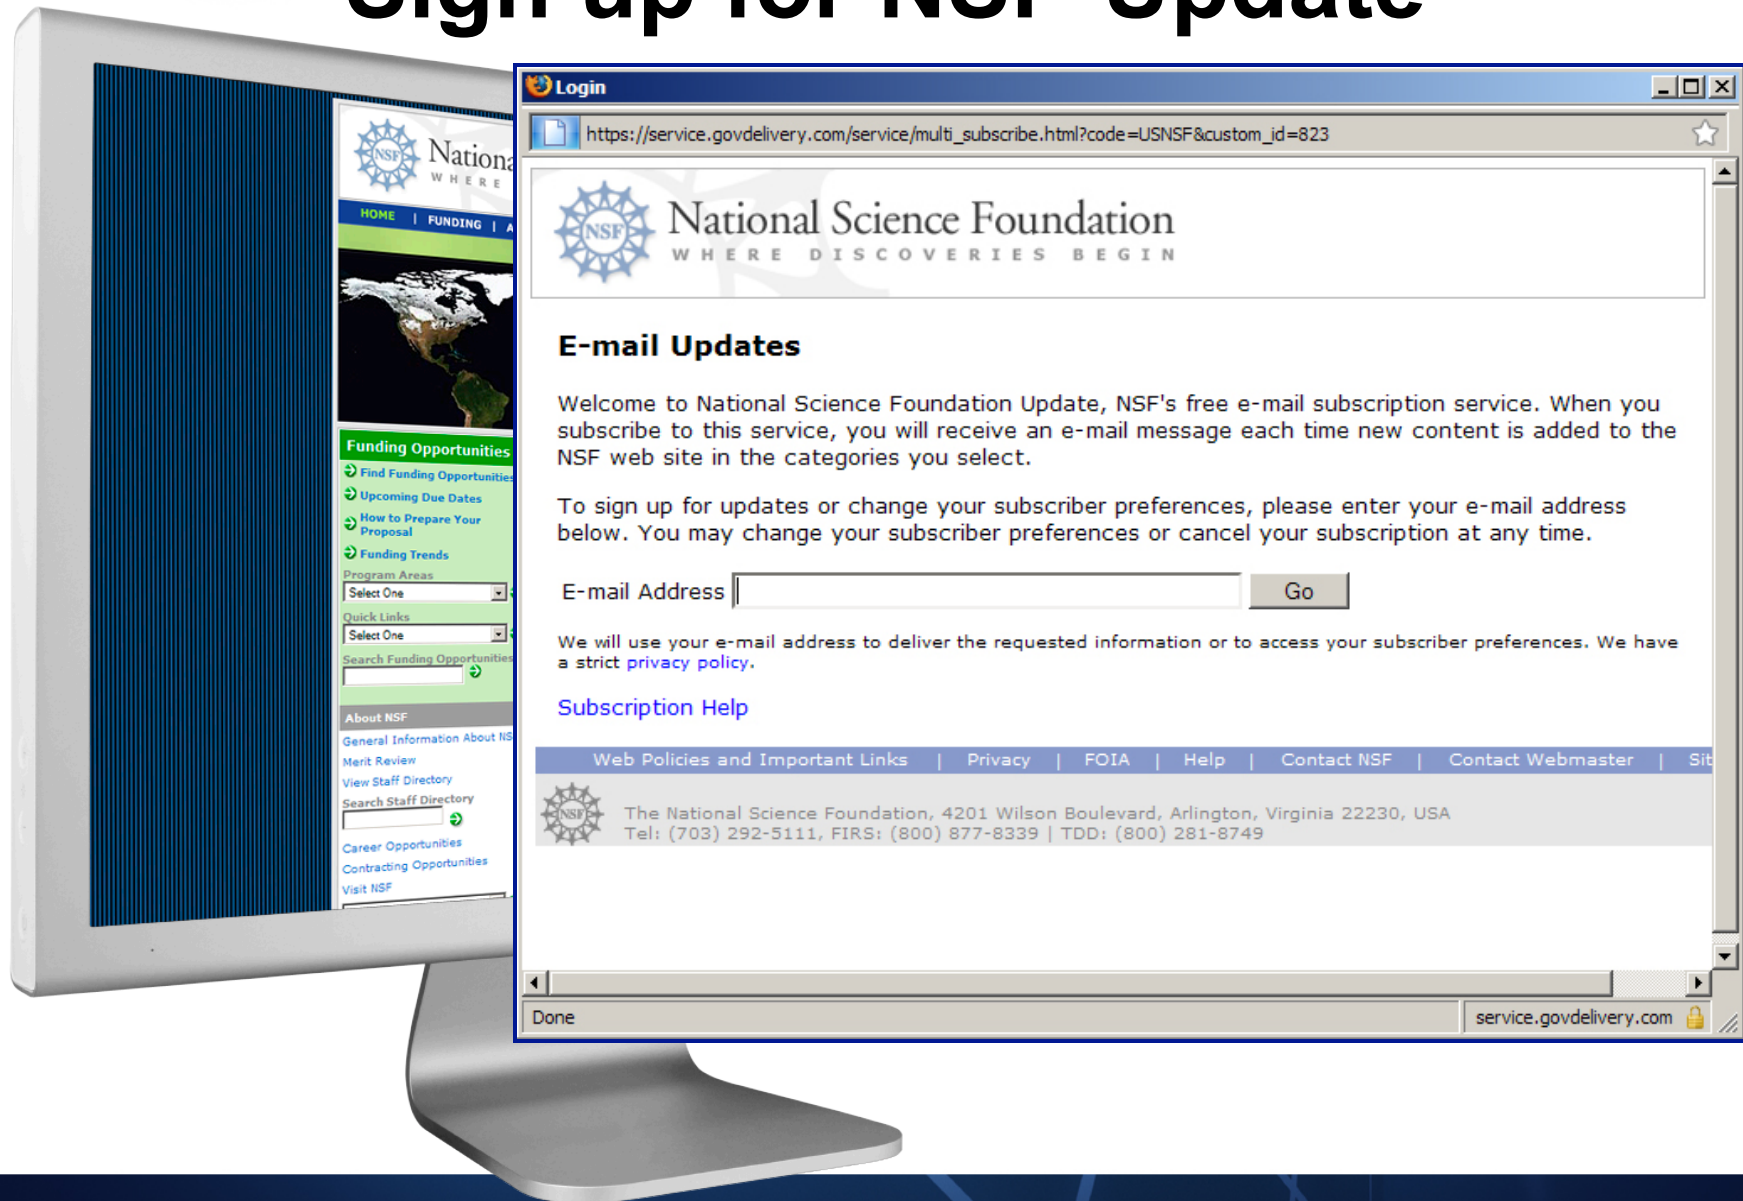 Sign up for NSF Update
Nationa
WHERE
HOME | FUNDING | A
Funding Opportunities
Find Funding Opportunities
Upcoming Due Dates
How to Prepare Your
Proposal
Funding Trends
Program Areas
Select One
Quick Links
Select One
Search Funding Opportunities
About NSF
General Information About NS
Merit Review
View Staff Directory
Search Staff Directory
Career Opportunities
Contracting Opportunities
Visit NSF
Login
https://service.govdelivery.com/service/multi_subscribe.html?code=USNSF&custom_id=823
NSF
National Science Foundation
WHERE DISCOVERIES BEGIN
E-mail Updates
Welcome to National Science Foundation Update, NSF's free e-mail subscription service. When you
subscribe to this service, you will receive an e-mail message each time new content is added to the
NSF web site in the categories you select.
To sign up for updates or change your subscriber preferences, please enter your e-mail address
below. You may change your subscriber preferences or cancel your subscription at any time.
E-mail Address Go
We will use your e-mail address to deliver the requested information or to access your subscriber preferences. We have
a strict privacy policy.
Subscription Help
Web Policies and Important Links | Privacy | FOIA | Help | Contact NSF | Contact Webmaster | Sit
NSF
The National Science Foundation, 4201 Wilson Boulevard, Arlington, Virginia 22230, USA
Tel: (703) 292-5111, FIRS: (800) 877-8339 | TDD: (800) 281-8749
Done
service.govdelivery.com